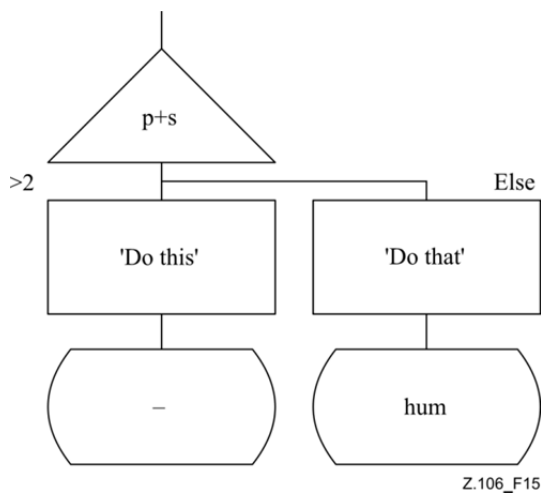 p+s
>2
Else
'Do this'
'Do that'
–
hum
Z.106_F15